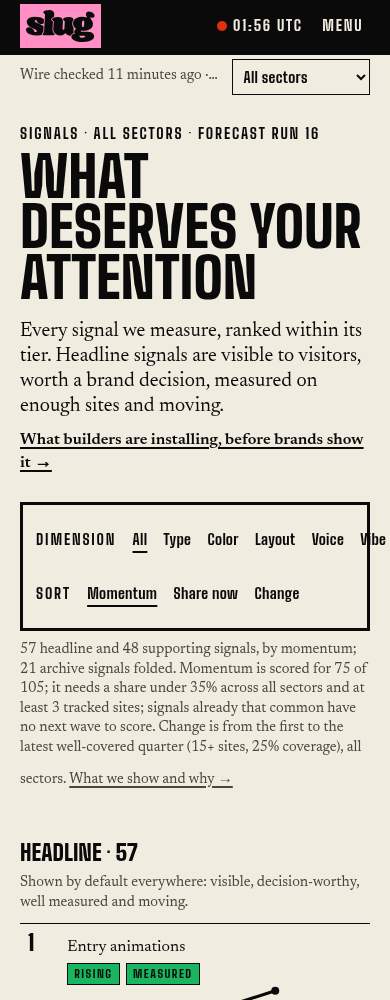 slug
01:56 UTC MENU
Wire checked 11 minutes ago ·...
All sectors
SIGNALS · ALL SECTORS · FORECAST RUN 16
WHAT
DESERVES YOUR
ATTENTION
Every signal we measure, ranked within its
tier. Headline signals are visible to visitors,
worth a brand decision, measured on
enough sites and moving.
What builders are installing, before brands show
it →
DIMENSION All Type Color Layout Voice Vibe
SORT Momentum Share now Change
57 headline and 48 supporting signals, by momentum;
21 archive signals folded. Momentum is scored for 75 of
105; it needs a share under 35% across all sectors and at
least 3 tracked sites; signals already that common have
no next wave to score. Change is from the first to the
latest well-covered quarter (15+ sites, 25% coverage), all
sectors. What we show and why →
HEADLINE · 57
Shown by default everywhere: visible, decision-worthy,
well measured and moving.
1 Entry animations
RISING MEASURED